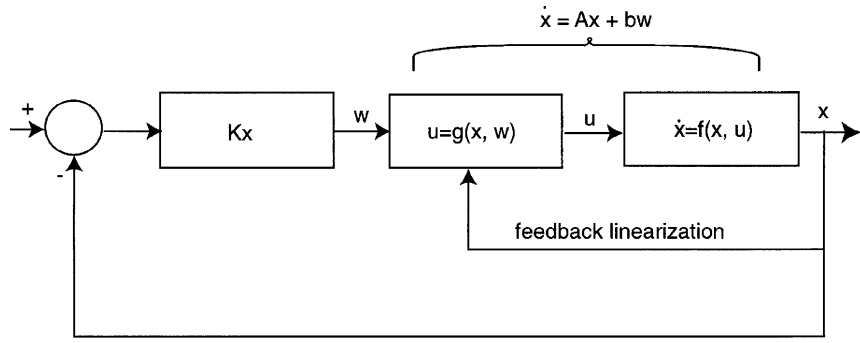 ẋ = Ax + bw
+
Kx
w
u=g(x, w)
u
ẋ=f(x, u)
x
-
feedback linearization